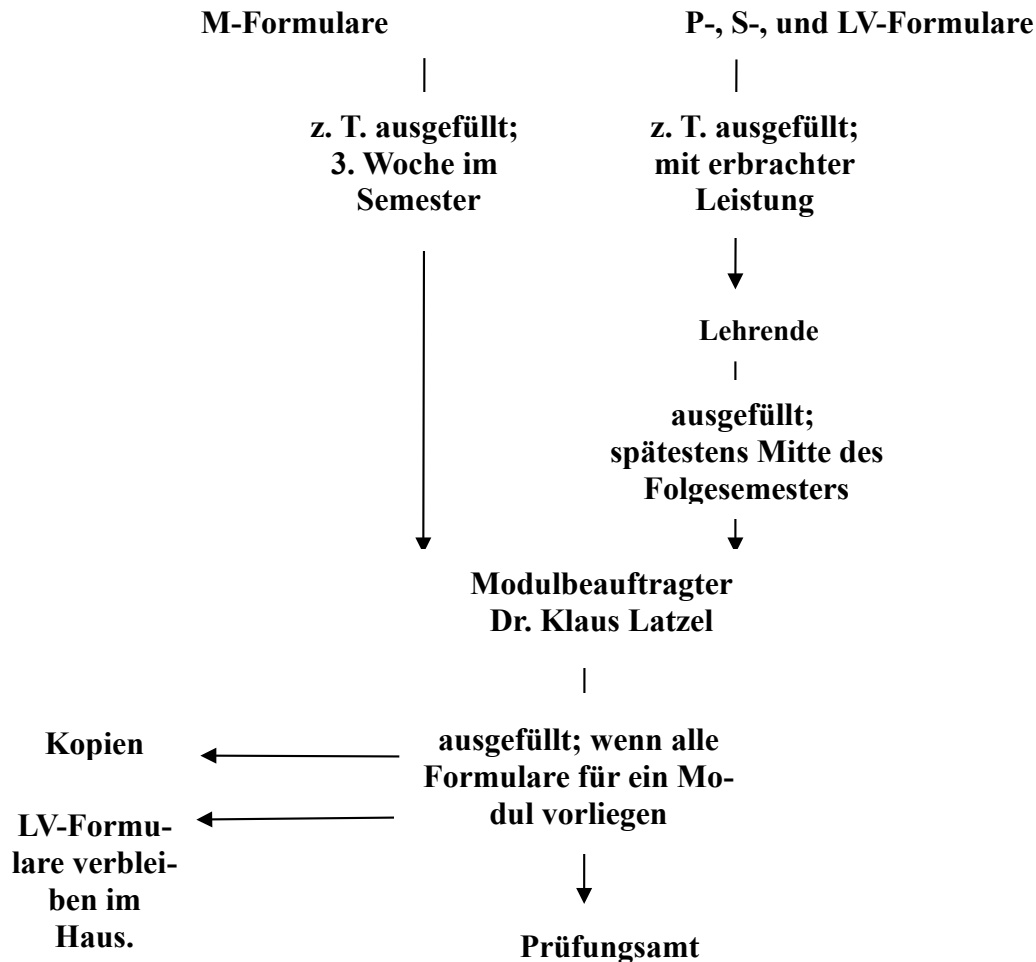 M-Formulare
P-, S-, und LV-Formulare
z. T. ausgefüllt;
3. Woche im
Semester
z. T. ausgefüllt;
mit erbrachter
Leistung
Lehrende
ausgefüllt;
spätestens Mitte des
Folgesemesters
Modulbeauftragter
Dr. Klaus Latzel
Kopien
ausgefüllt; wenn alle
Formulare für ein Mo-
dul vorliegen
LV-Formu-
lare verblei-
ben im
Haus.
Prüfungsamt